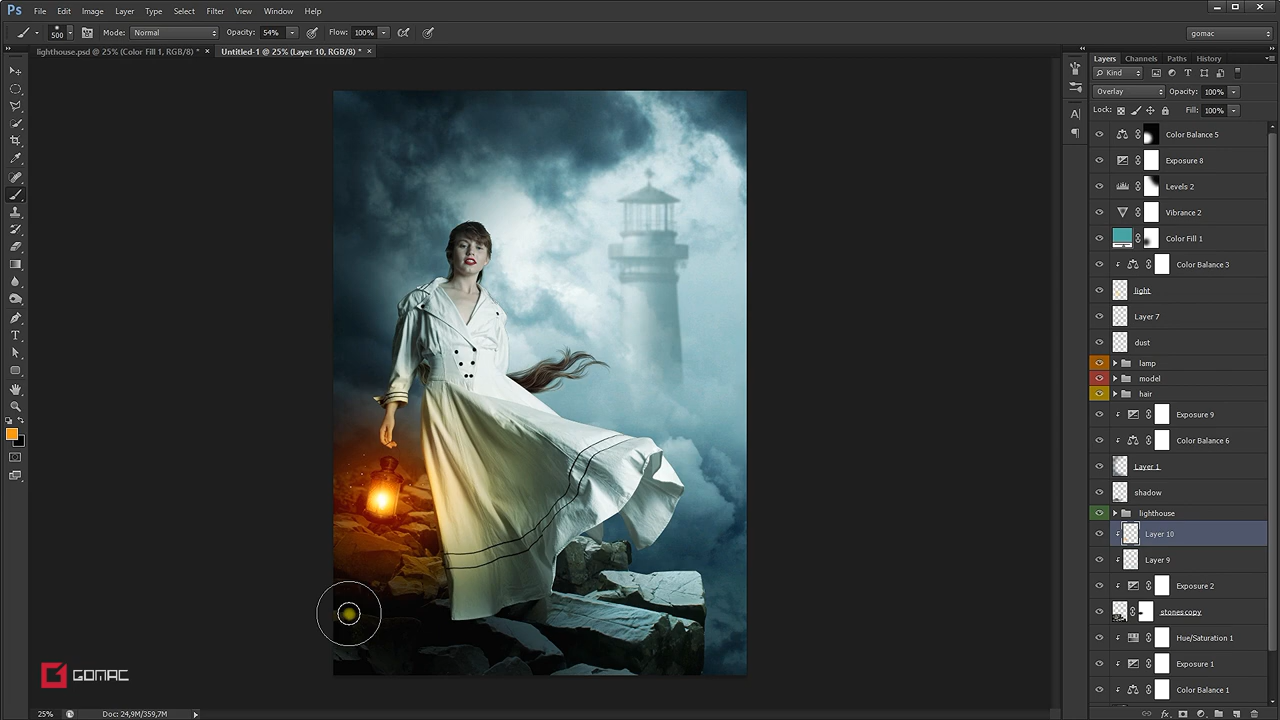 Ps File Edit Image Layer Type Select Filter View Window Help
500 Mode: Normal Opacity: 54% Flow: 100% gomac
lighthouse.psd @ 25% (Color Fill 1, RGB/8) * × Untitled-1 @ 25% (Layer 10, RGB/8) * ×
Layers Channels Paths History
Kind
Overlay Opacity: 100%
Lock: Fill: 100%
Color Balance 5
Exposure 8
Levels 2
Vibrance 2
Color Fill 1
Color Balance 3
light
Layer 7
dust
lamp
model
hair
Exposure 9
Color Balance 6
Layer 1
shadow
lighthouse
Layer 10
Layer 9
Exposure 2
stones copy
Hue/Saturation 1
Exposure 1
Color Balance 1
GOMAC
25% Doc: 24,9M/359,7M